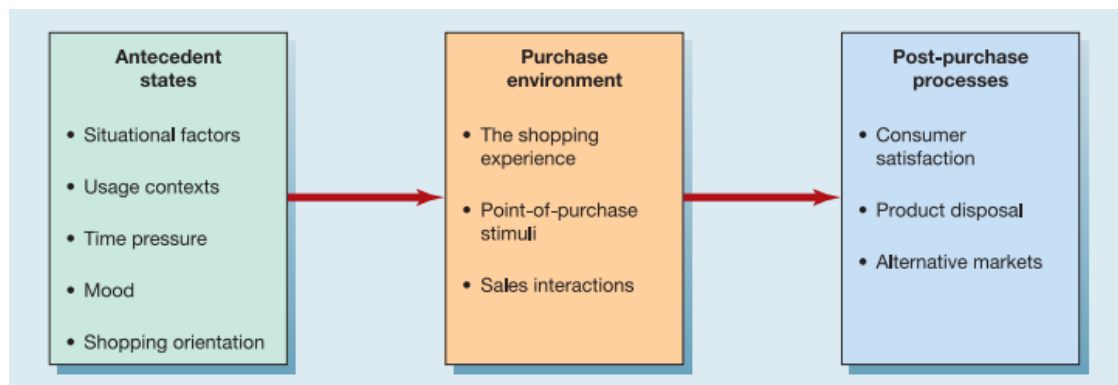 Antecedent
states
• Situational factors
• Usage contexts
• Time pressure
• Mood
• Shopping orientation
Purchase
environment
• The shopping
experience
• Point-of-purchase
stimuli
• Sales interactions
Post-purchase
processes
• Consumer
satisfaction
• Product disposal
• Alternative markets